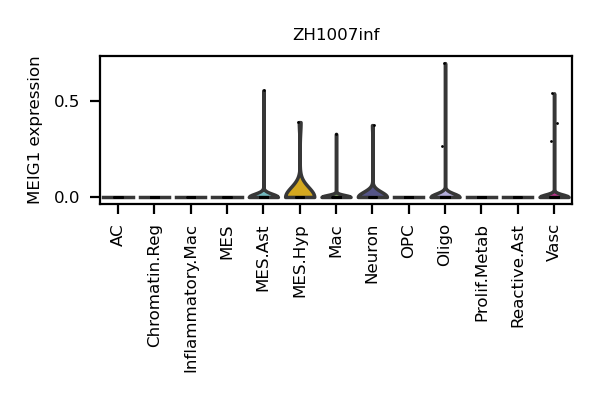 ZH1007inf
MEIG1 expression
0.5
0.0
AC
Chromatin.Reg
Inflammatory.Mac
MES
MES.Ast
MES.Hyp
Mac
Neuron
OPC
Oligo
Prolif.Metab
Reactive.Ast
Vasc